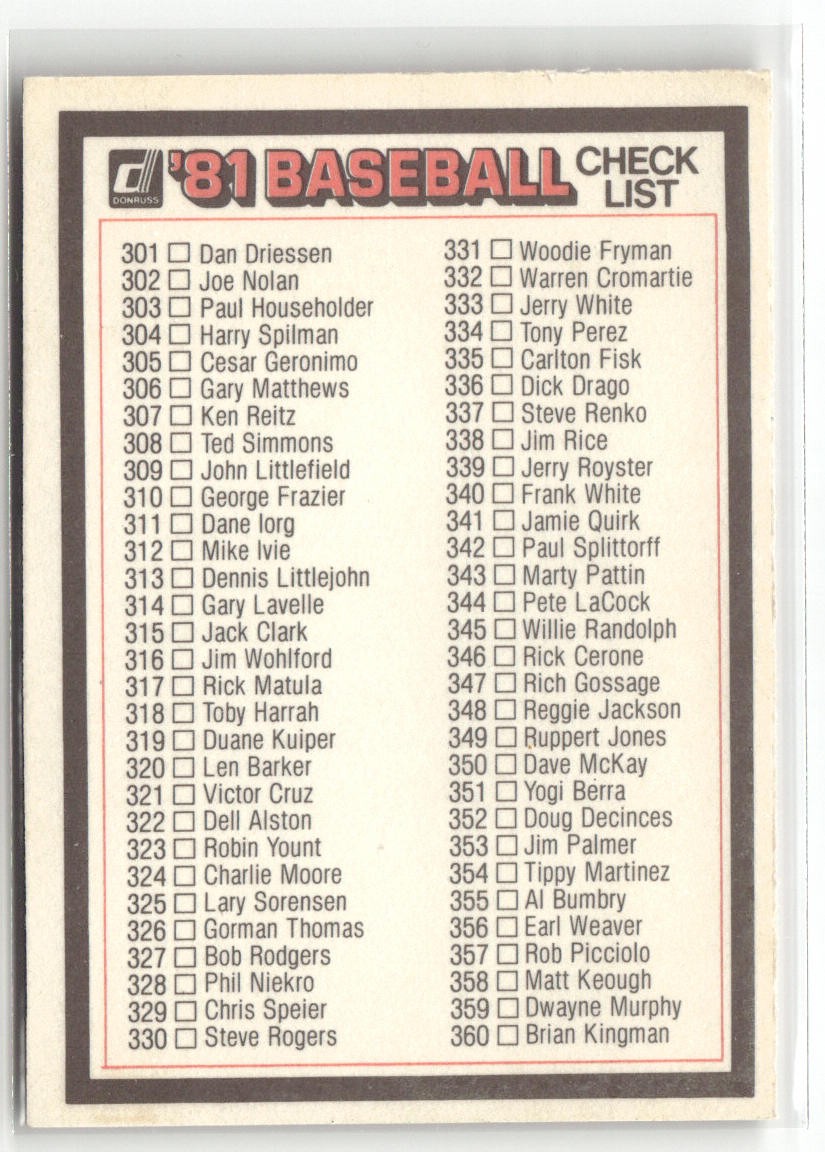 DONRUSS
'81 BASEBALL
CHECK
LIST
301 Dan Driessen
302 Joe Nolan
303 Paul Householder
304 Harry Spilman
305 Cesar Geronimo
306 Gary Matthews
307 Ken Reitz
308 Ted Simmons
309 John Littlefield
310 George Frazier
311 Dane Iorg
312 Mike Ivie
313 Dennis Littlejohn
314 Gary Lavelle
315 Jack Clark
316 Jim Wohlford
317 Rick Matula
318 Toby Harrah
319 Duane Kuiper
320 Len Barker
321 Victor Cruz
322 Dell Alston
323 Robin Yount
324 Charlie Moore
325 Lary Sorensen
326 Gorman Thomas
327 Bob Rodgers
328 Phil Niekro
329 Chris Speier
330 Steve Rogers
331 Woodie Fryman
332 Warren Cromartie
333 Jerry White
334 Tony Perez
335 Carlton Fisk
336 Dick Drago
337 Steve Renko
338 Jim Rice
339 Jerry Royster
340 Frank White
341 Jamie Quirk
342 Paul Splittorff
343 Marty Pattin
344 Pete LaCock
345 Willie Randolph
346 Rick Cerone
347 Rich Gossage
348 Reggie Jackson
349 Ruppert Jones
350 Dave McKay
351 Yogi Berra
352 Doug Decinces
353 Jim Palmer
354 Tippy Martinez
355 Al Bumbry
356 Earl Weaver
357 Rob Picciolo
358 Matt Keough
359 Dwayne Murphy
360 Brian Kingman